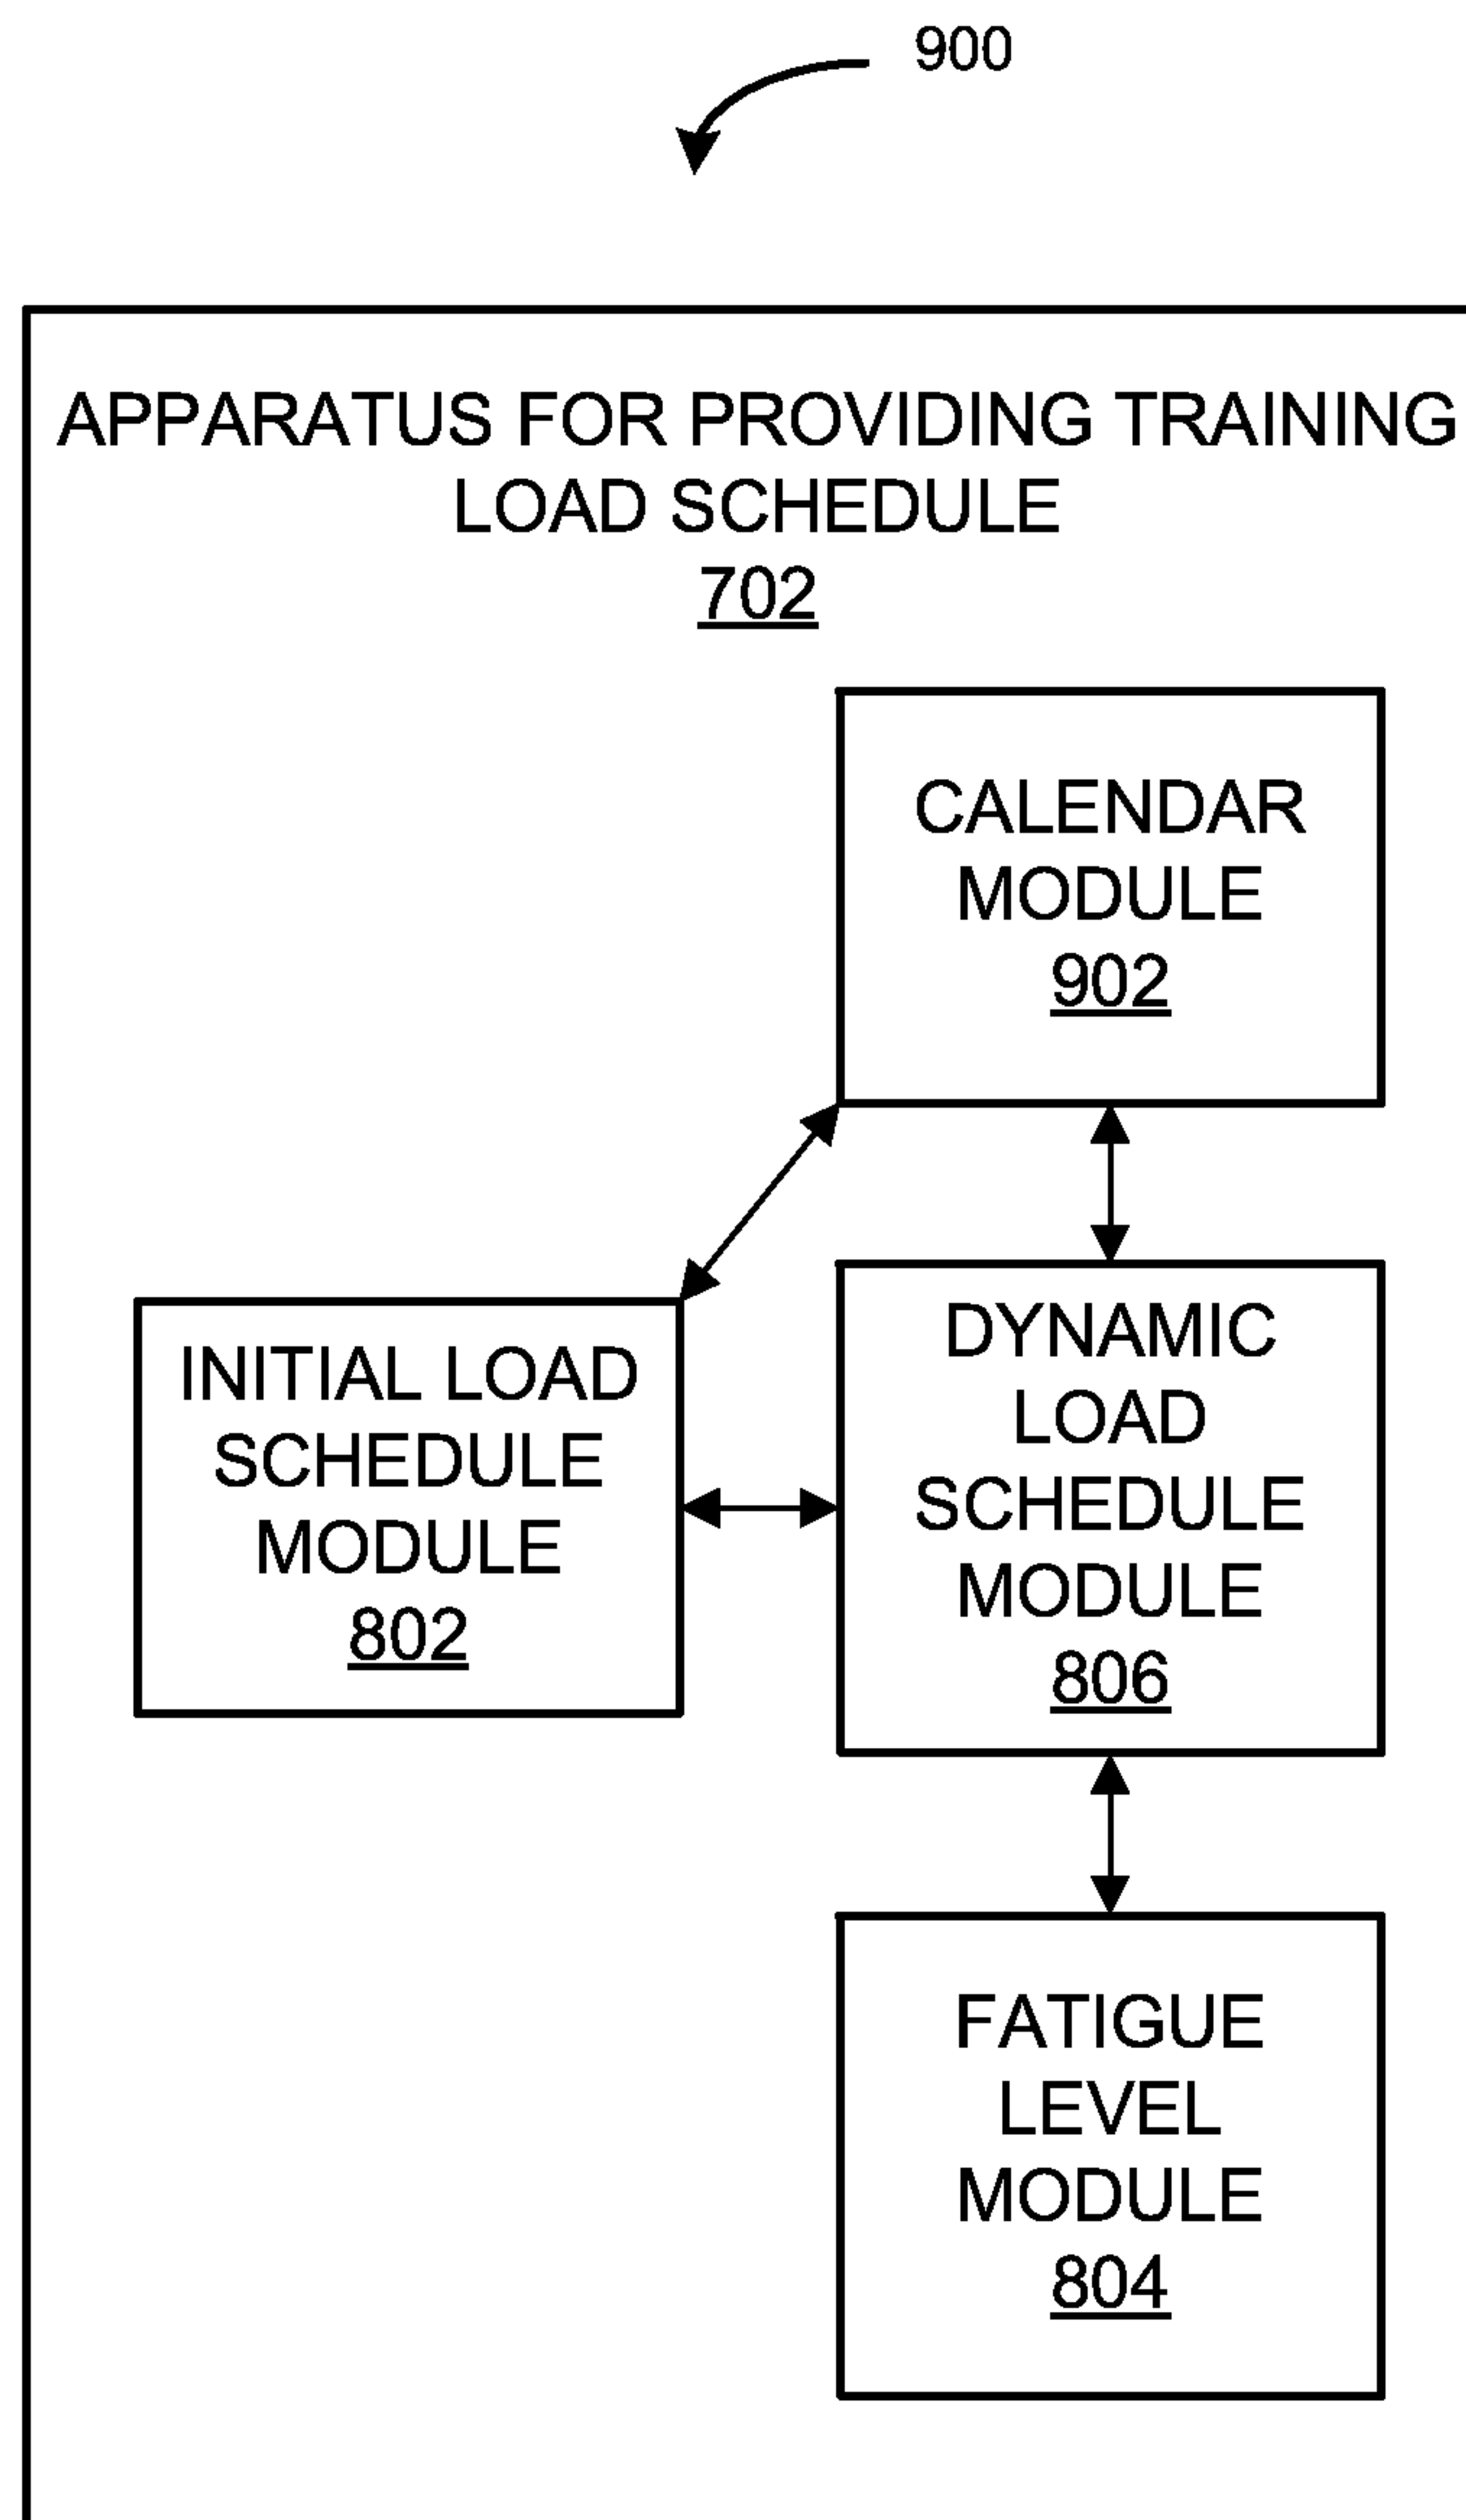 900
APPARATUS FOR PROVIDING TRAINING
LOAD SCHEDULE
702
CALENDAR
MODULE
902
INITIAL LOAD
SCHEDULE
MODULE
802
DYNAMIC
LOAD
SCHEDULE
MODULE
806
FATIGUE
LEVEL
MODULE
804